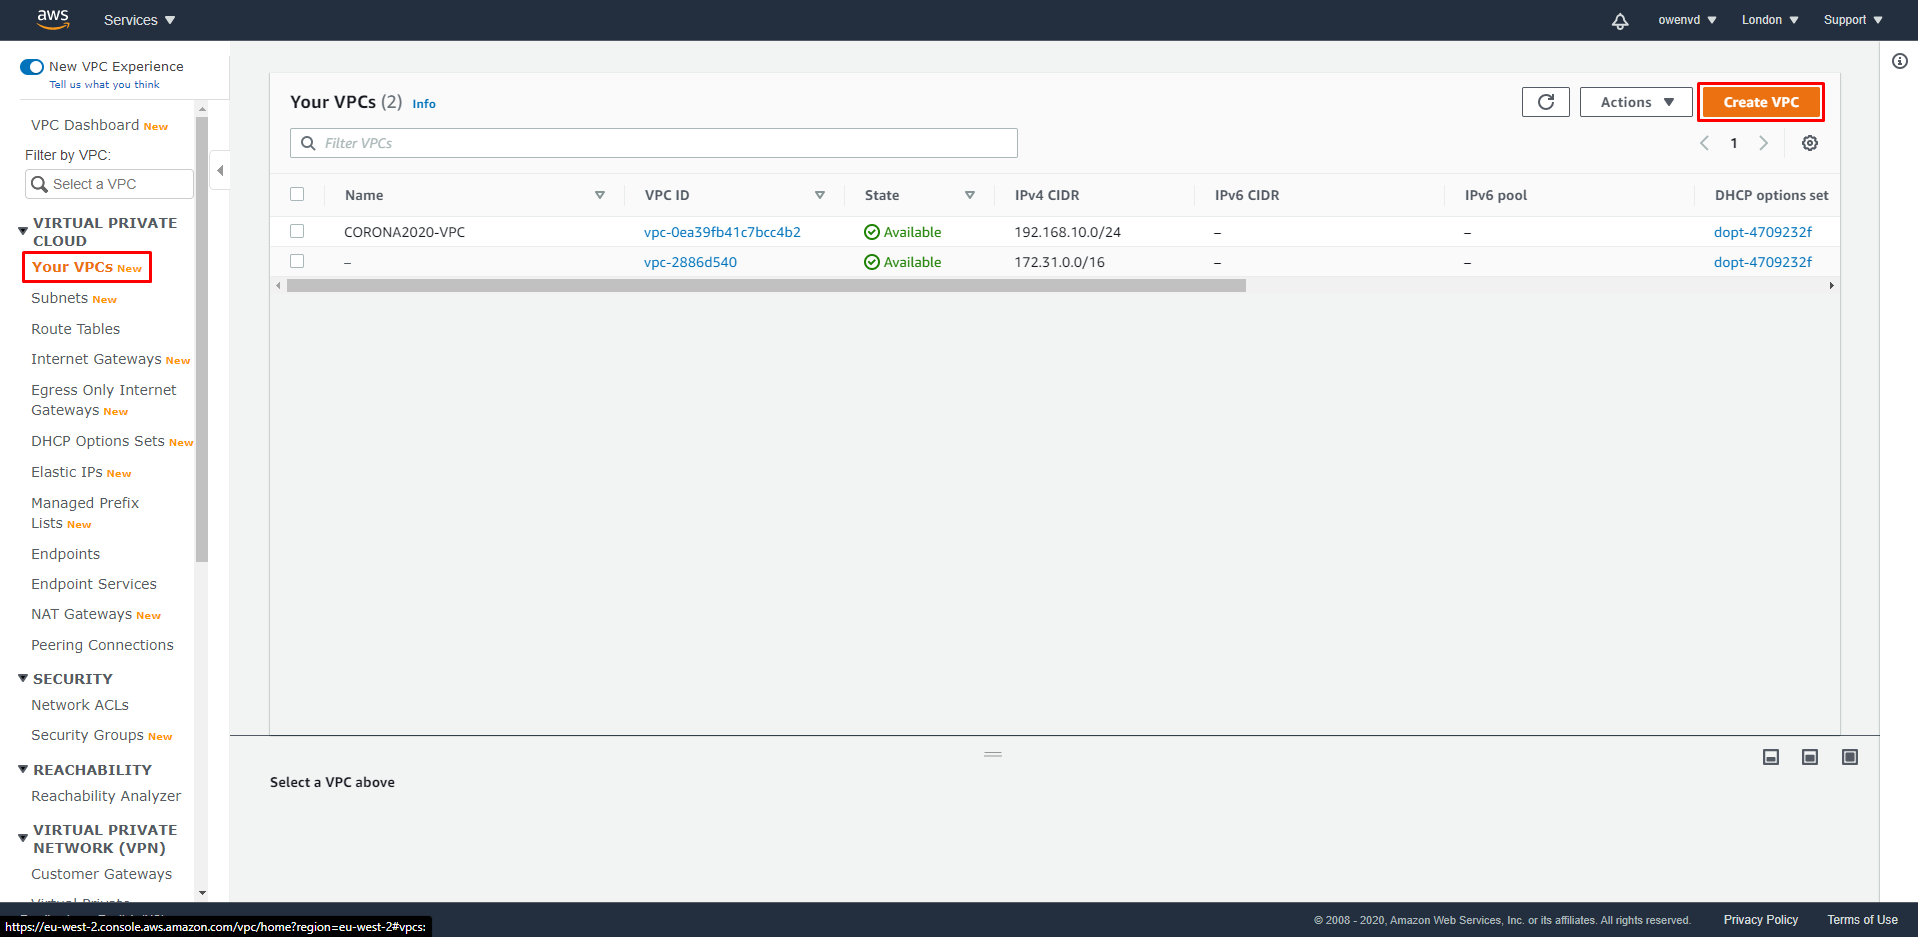 aws
Services
owenvd
London
Support
New VPC Experience
Tell us what you think
VPC Dashboard New
Filter by VPC:
Select a VPC
VIRTUAL PRIVATE
CLOUD
Your VPCs New
Subnets New
Route Tables
Internet Gateways New
Egress Only Internet
Gateways New
DHCP Options Sets New
Elastic IPs New
Managed Prefix
Lists New
Endpoints
Endpoint Services
NAT Gateways New
Peering Connections
SECURITY
Network ACLs
Security Groups New
REACHABILITY
Reachability Analyzer
VIRTUAL PRIVATE
NETWORK (VPN)
Customer Gateways
Virtual Private
Your VPCs (2) Info
Actions
Create VPC
Filter VPCs
1
Name VPC ID State IPv4 CIDR IPv6 CIDR IPv6 pool DHCP options set
CORONA2020-VPC vpc-0ea39fb41c7bcc4b2 Available 192.168.10.0/24 – – dopt-4709232f
– vpc-2886d540 Available 172.31.0.0/16 – – dopt-4709232f
Select a VPC above
https://eu-west-2.console.aws.amazon.com/vpc/home?region=eu-west-2#vpcs:
© 2008 - 2020, Amazon Web Services, Inc. or its affiliates. All rights reserved. Privacy Policy Terms of Use